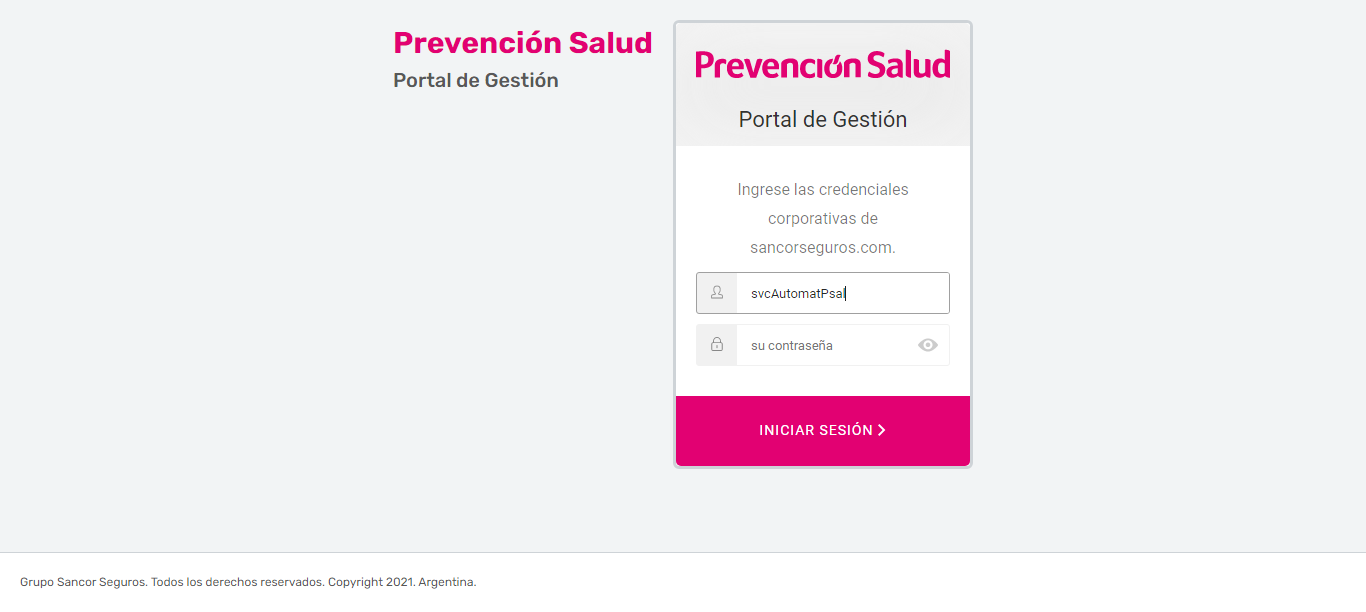 Prevención Salud
Portal de Gestión
Prevención Salud
Portal de Gestión
Ingrese las credenciales
corporativas de
sancorseguros.com.
svcAutomatPsal
su contraseña
INICIAR SESIÓN
Grupo Sancor Seguros. Todos los derechos reservados. Copyright 2021. Argentina.